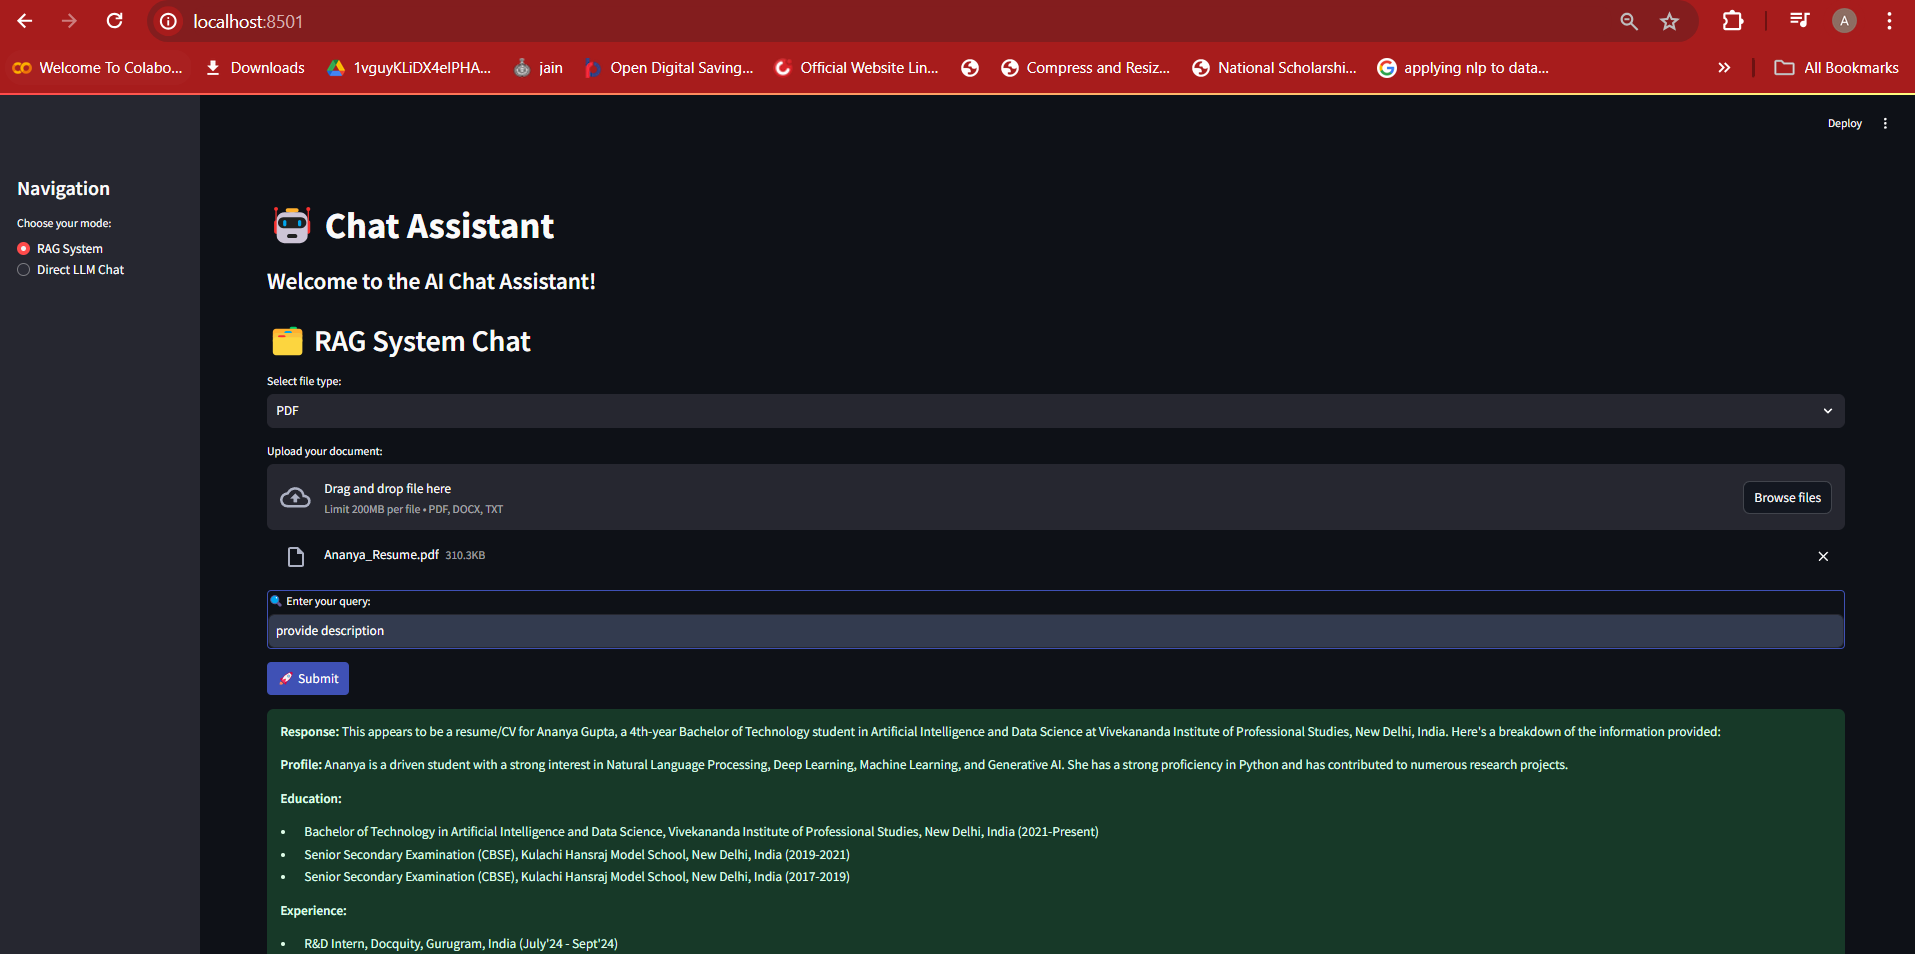 localhost:8501
A
Welcome To Colabo...
Downloads
1vguyKLiDX4elPHA...
jain
Open Digital Saving...
Official Website Lin...
Compress and Resiz...
National Scholarshi...
applying nlp to data...
All Bookmarks
Deploy
Navigation
Choose your mode:
RAG System
Direct LLM Chat
Chat Assistant
Welcome to the AI Chat Assistant!
RAG System Chat
Select file type:
PDF
Upload your document:
Drag and drop file here
Limit 200MB per file • PDF, DOCX, TXT
Browse files
Ananya_Resume.pdf 310.3KB
Enter your query:
provide description
Submit
Response: This appears to be a resume/CV for Ananya Gupta, a 4th-year Bachelor of Technology student in Artificial Intelligence and Data Science at Vivekananda Institute of Professional Studies, New Delhi, India. Here's a breakdown of the information provided:
Profile: Ananya is a driven student with a strong interest in Natural Language Processing, Deep Learning, Machine Learning, and Generative AI. She has a strong proficiency in Python and has contributed to numerous research projects.
Education:
• Bachelor of Technology in Artificial Intelligence and Data Science, Vivekananda Institute of Professional Studies, New Delhi, India (2021-Present)
• Senior Secondary Examination (CBSE), Kulachi Hansraj Model School, New Delhi, India (2019-2021)
• Senior Secondary Examination (CBSE), Kulachi Hansraj Model School, New Delhi, India (2017-2019)
Experience:
• R&D Intern, Docquity, Gurugram, India (July'24 - Sept'24)